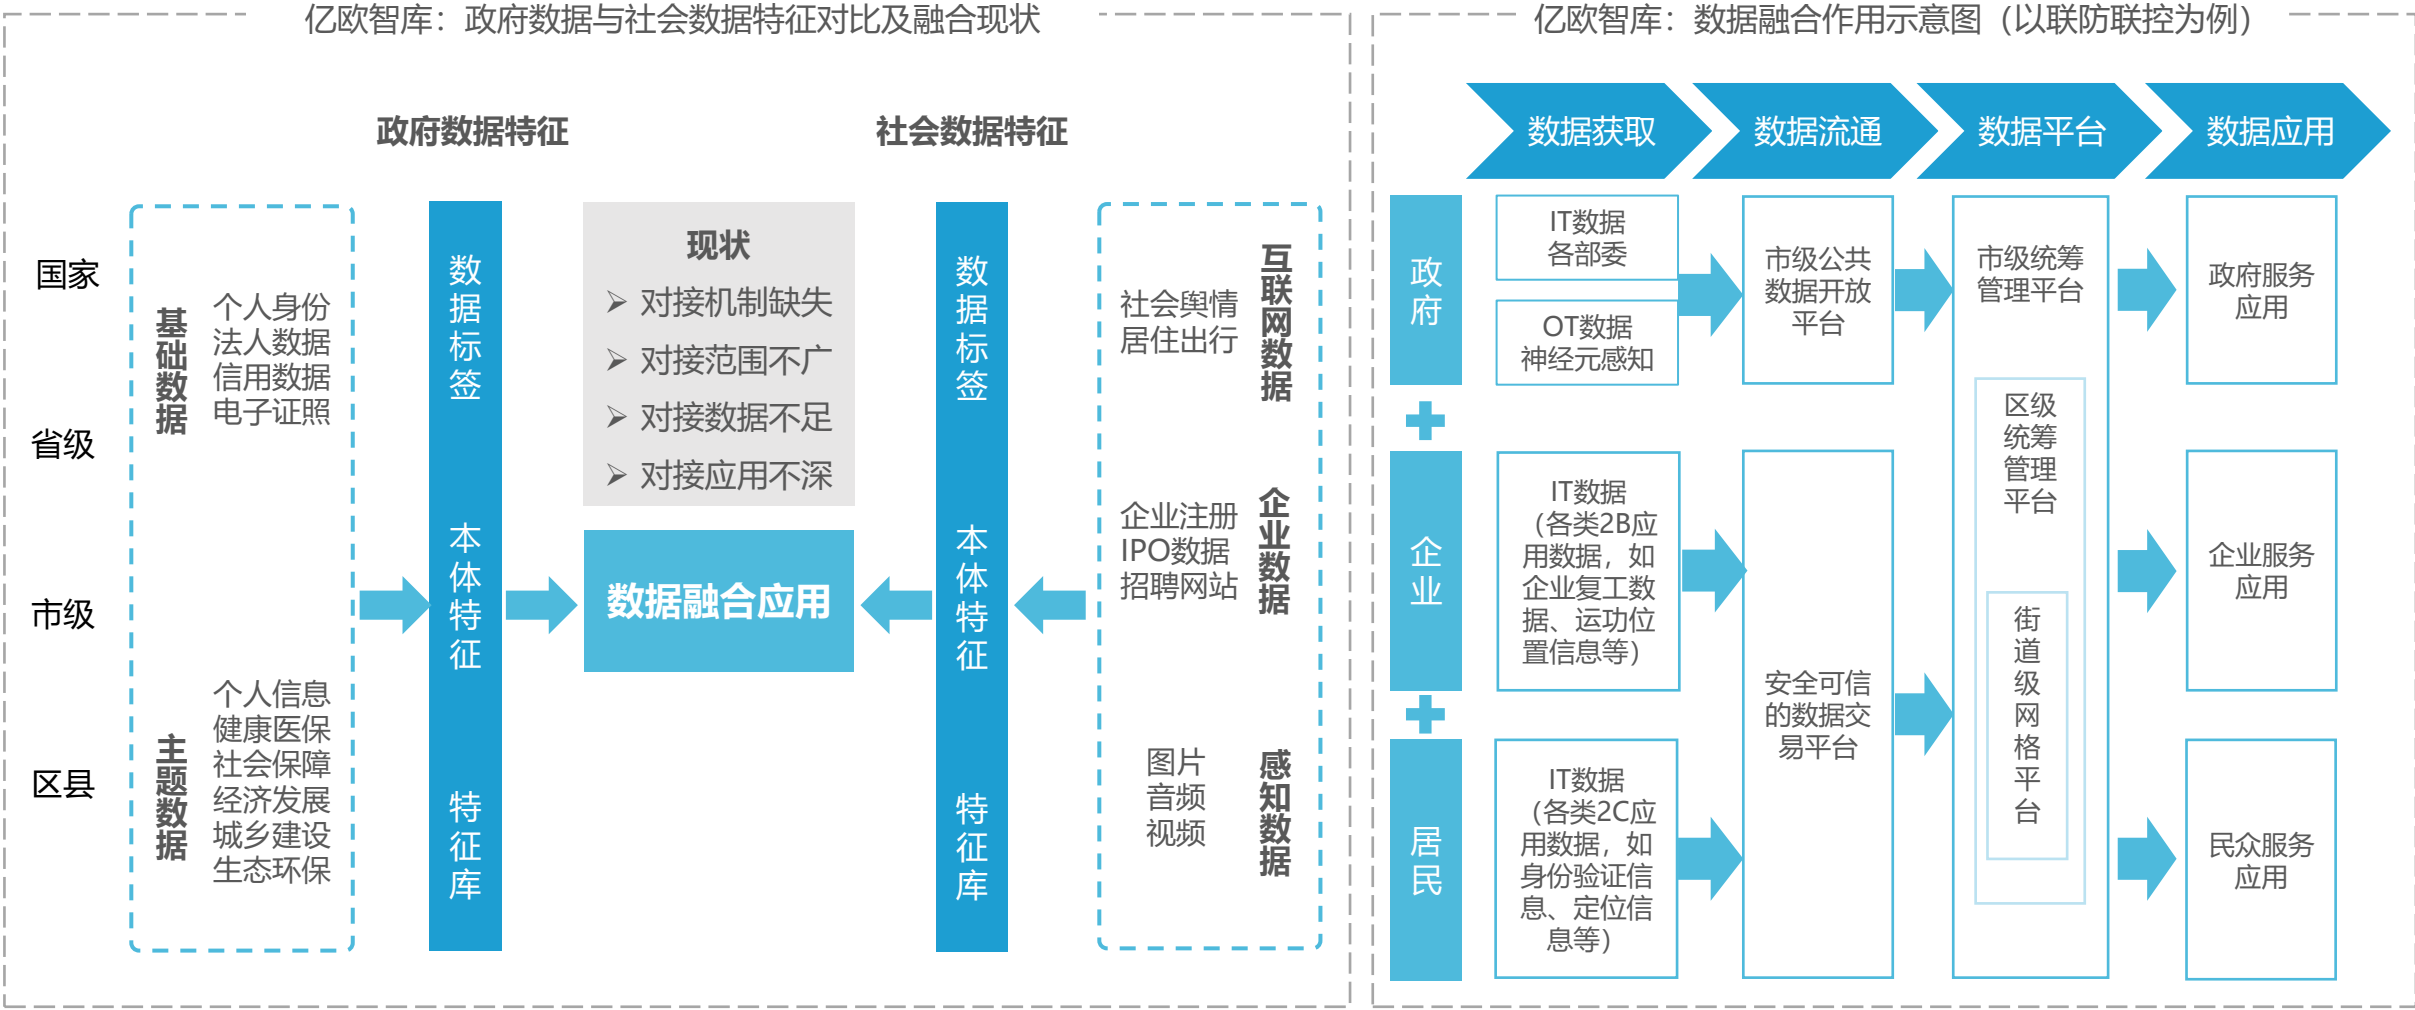 亿欧智库：政府数据与社会数据特征对比及融合现状
政府数据特征
社会数据特征
国家
省级
市级
区县
基础数据
个人身份
法人数据
信用数据
电子证照
主题数据
个人信息
健康医保
社会保障
经济发展
城乡建设
生态环保
数据标签
本体特征
特征库
现状
对接机制缺失
对接范围不广
对接数据不足
对接应用不深
数据融合应用
数据标签
本体特征
特征库
社会舆情
居住出行
互联网数据
企业注册
IPO数据
招聘网站
企业数据
图片
音频
视频
感知数据
亿欧智库：数据融合作用示意图（以联防联控为例）
数据获取
数据流通
数据平台
数据应用
政府
IT数据
各部委
OT数据
神经元感知
市级公共
数据开放
平台
市级统筹
管理平台
政府服务
应用
区级
统筹
管理
平台
企业
IT数据
（各类2B应
用数据，如
企业复工数
据、运功位
置信息等）
安全可信
的数据交
易平台
街道级网格平台
企业服务
应用
居民
IT数据
（各类2C应
用数据，如
身份验证信
息、定位信
息等）
民众服务
应用